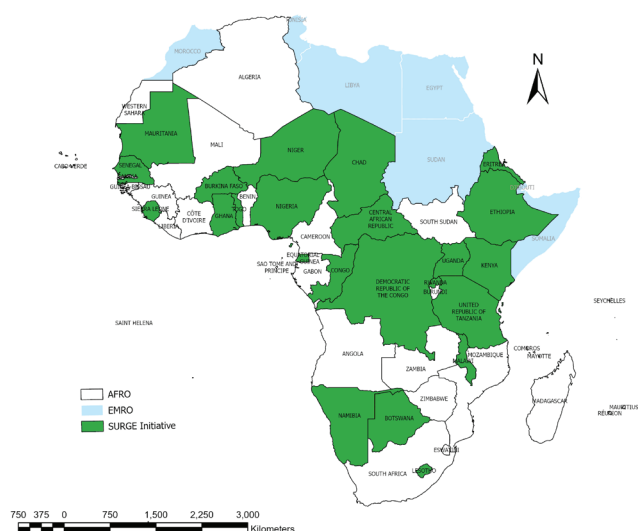 TUNISIA
MOROCCO
ALGERIA
LIBYA
EGYPT
WESTERN
SAHARA
MAURITANIA
MALI
NIGER
CHAD
SUDAN
ERITREA
CABO VERDE
SENEGAL
GUINEA-BISSAU
GUINEA
BURKINA FASO
BENIN
TOGO
GHANA
NIGERIA
SIERRA LEONE
CÔTE
D'IVOIRE
LIBERIA
DJIBOUTI
ETHIOPIA
SOMALIA
SOUTH SUDAN
CENTRAL
AFRICAN
REPUBLIC
CAMEROON
EQUATORIAL
GUINEA
SAO TOME AND
PRINCIPE
GABON
CONGO
UGANDA
KENYA
DEMOCRATIC
REPUBLIC OF
THE CONGO
RWANDA
BURUNDI
UNITED
REPUBLIC OF
TANZANIA
SEYCHELLES
SAINT HELENA
ANGOLA
ZAMBIA
MALAWI
MOZAMBIQUE
COMOROS
MAYOTTE
ZIMBABWE
MADAGASCAR
MAURITIUS
RÉUNION
NAMIBIA
BOTSWANA
ESWATINI
SOUTH AFRICA
LESOTHO
N
AFRO
EMRO
SURGE Initiative
750 375 0 750 1,500 2,250 3,000
Kilometers